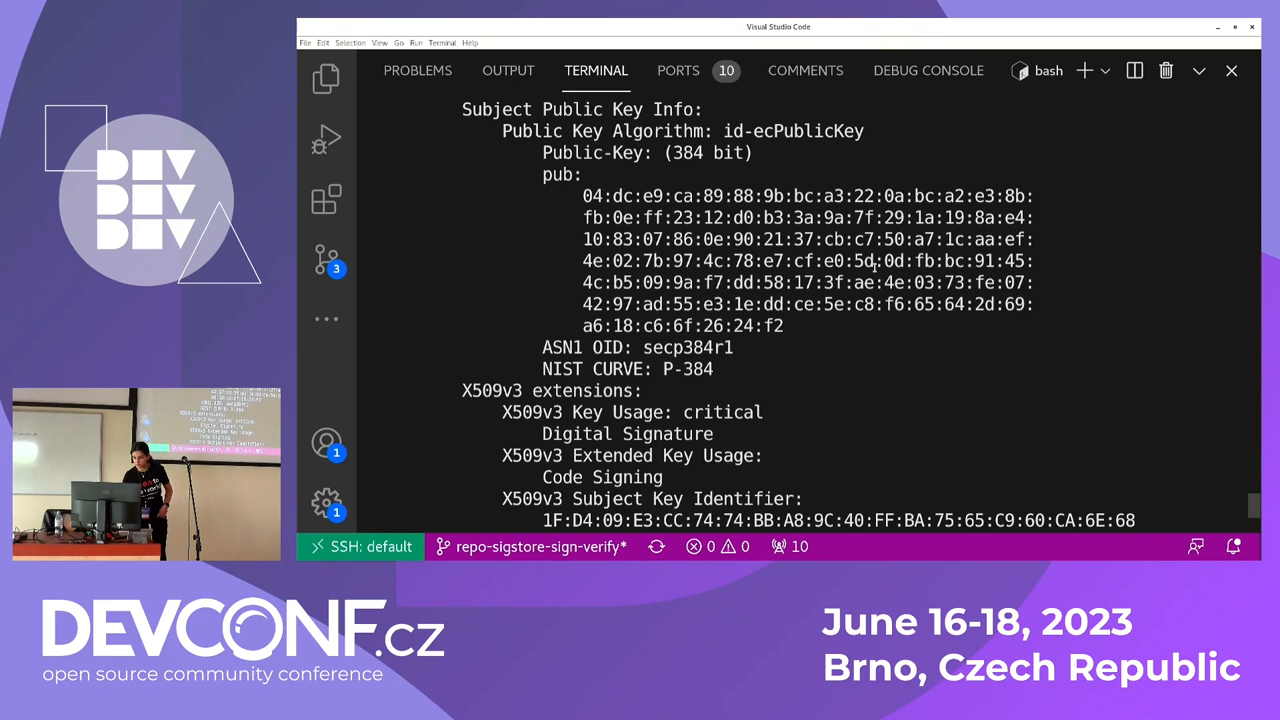 Visual Studio Code
File Edit Selection View Go Run Terminal Help
PROBLEMS OUTPUT TERMINAL PORTS 10 COMMENTS DEBUG CONSOLE bash
Subject Public Key Info:
Public Key Algorithm: id-ecPublicKey
Public-Key: (384 bit)
pub:
04:dc:e9:ca:89:88:9b:bc:a3:22:0a:bc:a2:e3:8b:
fb:0e:ff:23:12:d0:b3:3a:9a:7f:29:1a:19:8a:e4:
10:83:07:86:0e:90:21:37:cb:c7:50:a7:1c:aa:ef:
4e:02:7b:97:4c:78:e7:cf:e0:5d:0d:fb:bc:91:45:
4c:b5:09:9a:f7:dd:58:17:3f:ae:4e:03:73:fe:07:
42:97:ad:55:e3:1e:dd:ce:5e:c8:f6:65:64:2d:69:
a6:18:c6:6f:26:24:f2
ASN1 OID: secp384r1
NIST CURVE: P-384
X509v3 extensions:
X509v3 Key Usage: critical
Digital Signature
X509v3 Extended Key Usage:
Code Signing
X509v3 Subject Key Identifier:
1F:D4:09:E3:CC:74:74:BB:A8:9C:40:FF:BA:75:65:C9:60:CA:6E:68
3
1
1
SSH: default repo-sigstore-sign-verify* 0 0 10
DEV
DEV
DEVCONF.cz
open source community conference
June 16-18, 2023
Brno, Czech Republic